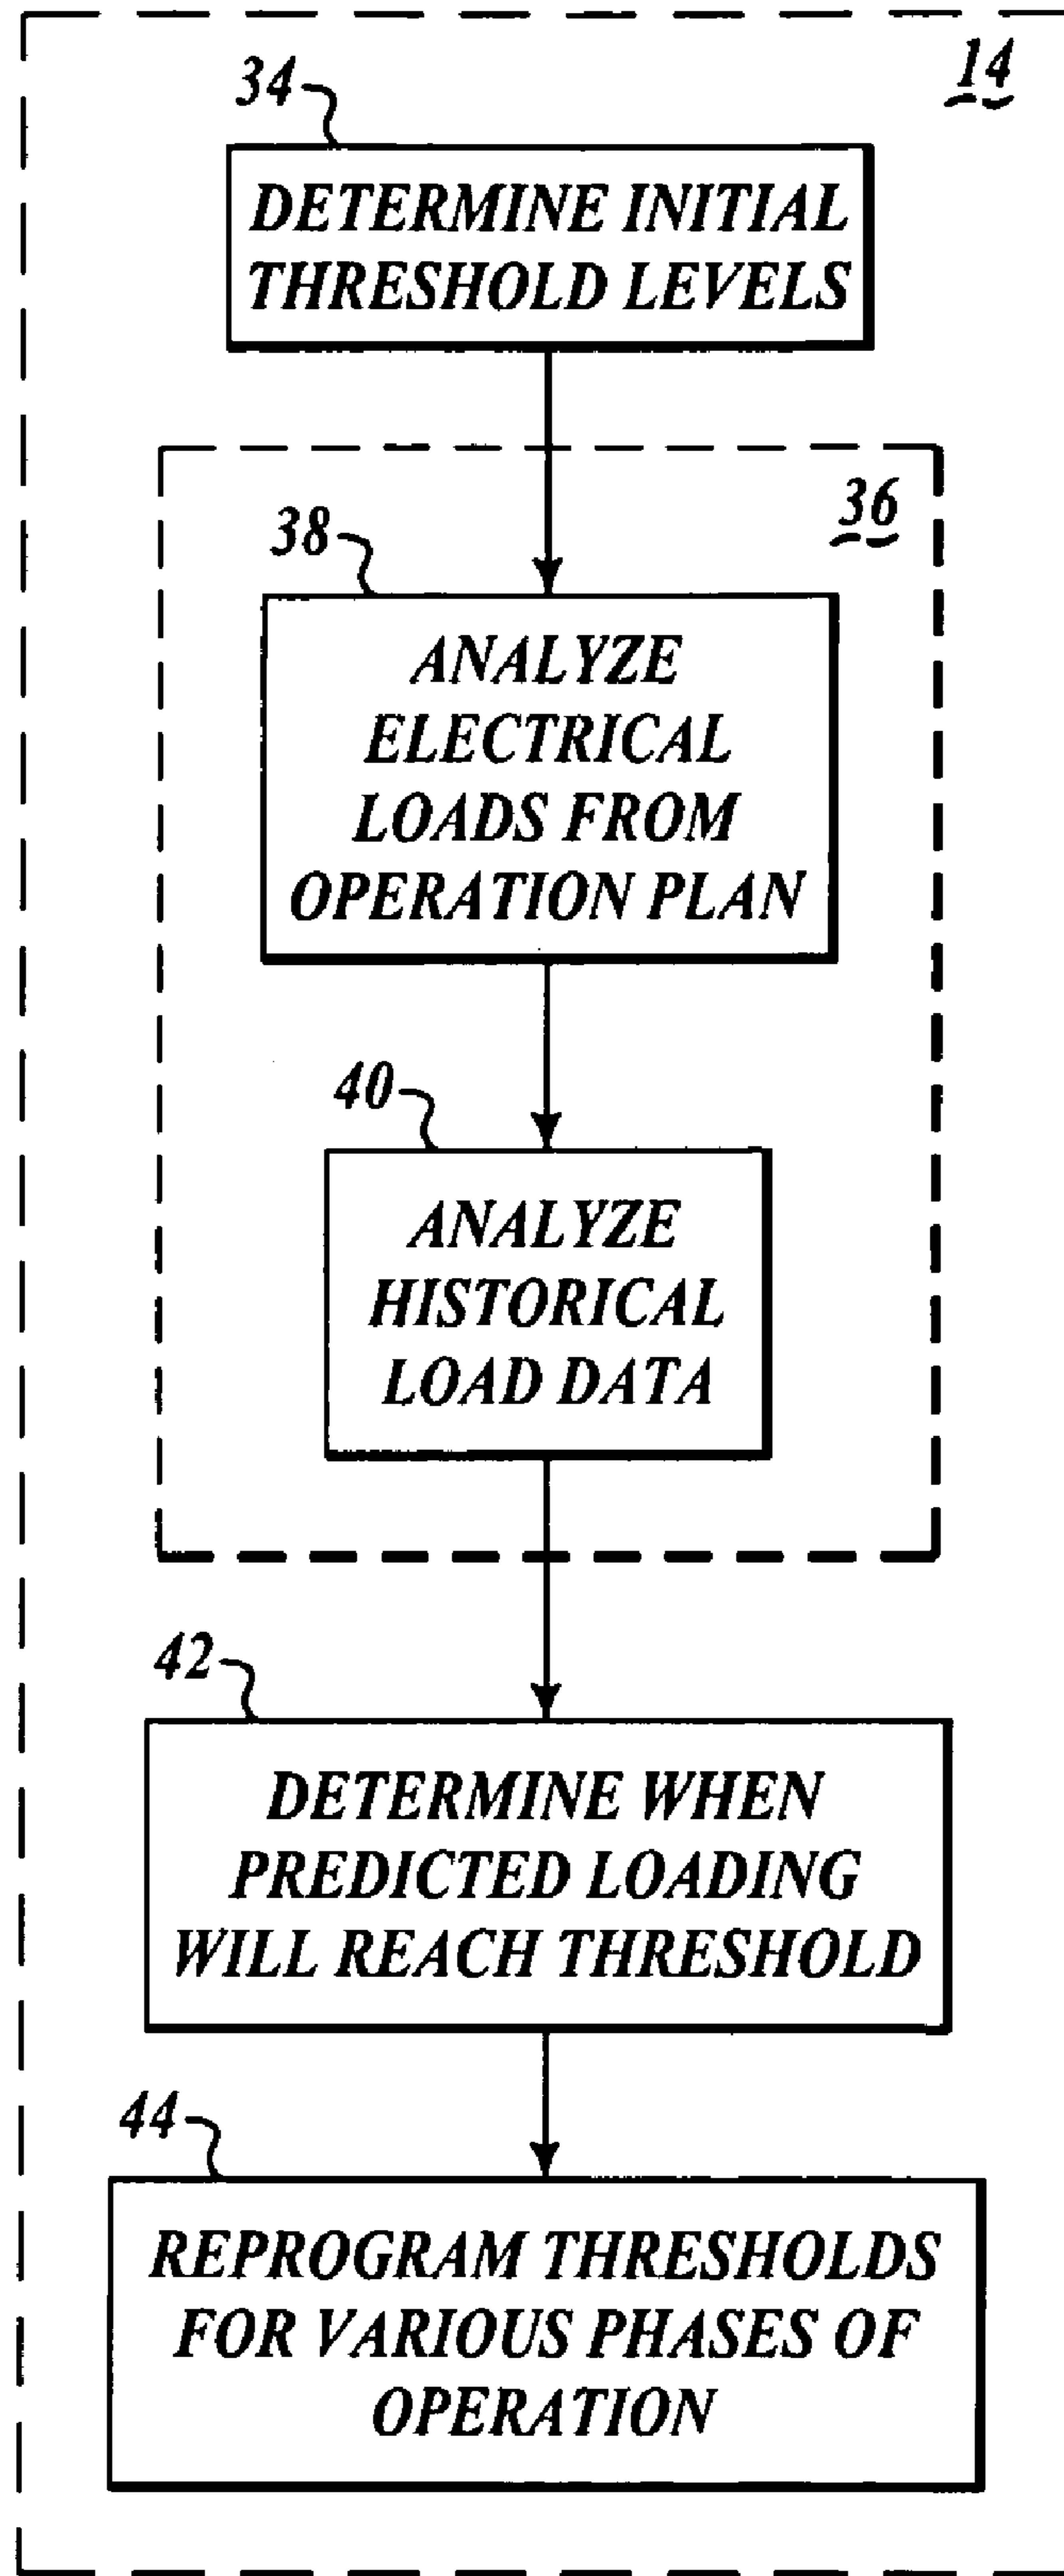 14
34
DETERMINE INITIAL
THRESHOLD LEVELS
36
38
ANALYZE
ELECTRICAL
LOADS FROM
OPERATION PLAN
40
ANALYZE
HISTORICAL
LOAD DATA
42
DETERMINE WHEN
PREDICTED LOADING
WILL REACH THRESHOLD
44
REPROGRAM THRESHOLDS
FOR VARIOUS PHASES OF
OPERATION